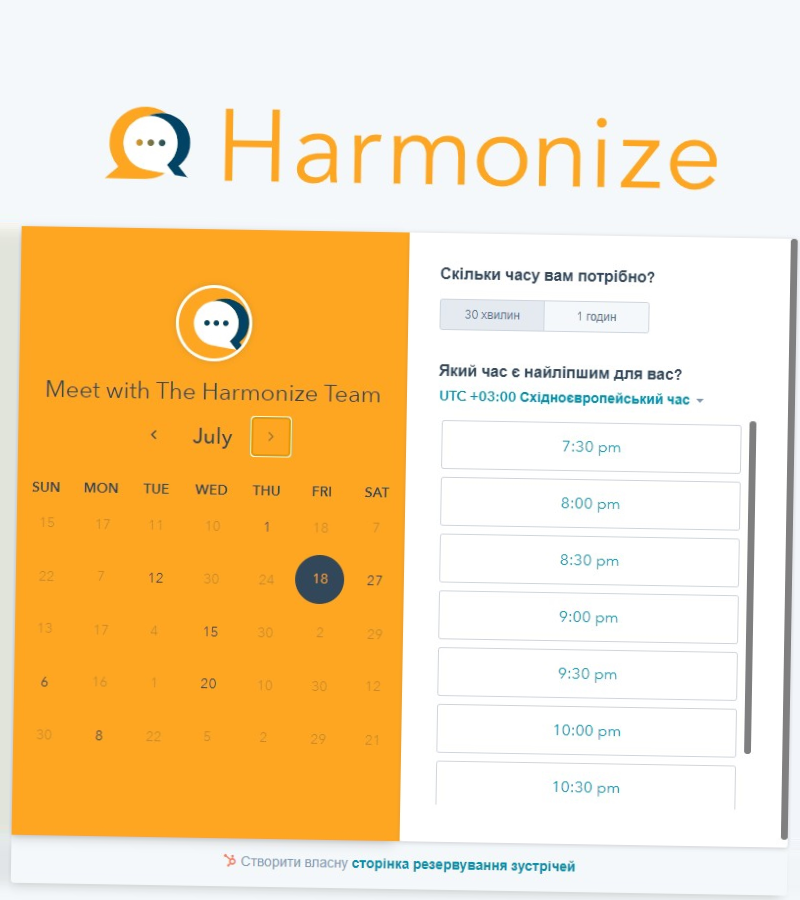 Harmonize
Meet with The Harmonize Team
July
SUN MON TUE WED THU FRI SAT
15 17 11 10 1 18 7
22 7 12 30 24 18 27
13 17 4 15 30 2 29
6 16 1 20 10 30 12
30 8 22 5 2 29 21
Скільки часу вам потрібно?
30 хвилин 1 годин
Який час є найліпшим для вас?
UTC +03:00 Східноєвропейський час
7:30 pm
8:00 pm
8:30 pm
9:00 pm
9:30 pm
10:00 pm
10:30 pm
Створити власну сторінка резервування зустрічей